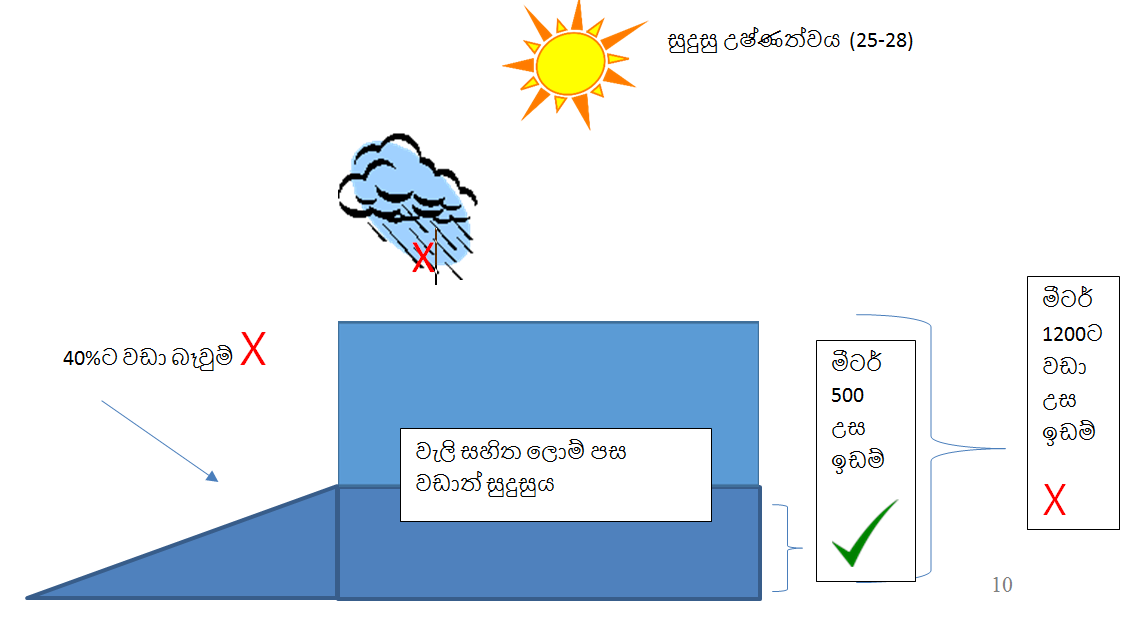 සුදුසු උෂ්ණත්වය (25-28)
X
40%ට වඩා බෑවුම් X
වැලි සහිත ලොම් පස
වඩාත් සුදුසුය
මීටර්
500
උස
ඉඩම්
මීටර්
1200ට
වඩා
උස
ඉඩම්
X
10